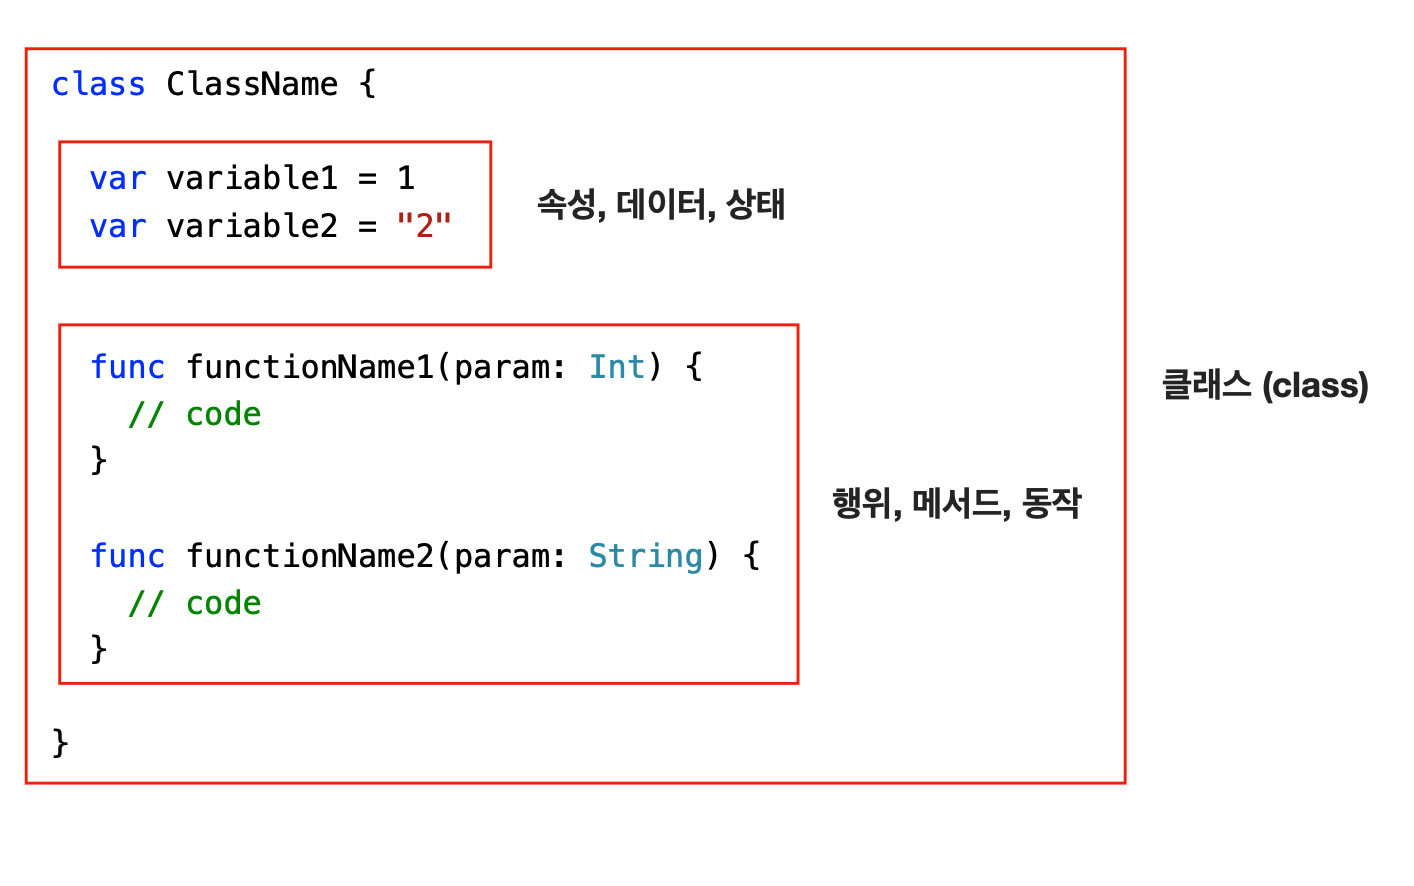 class ClassName {
var variable1 = 1
var variable2 = "2"
속성, 데이터, 상태
func functionName1(param: Int) {
// code
}
func functionName2(param: String) {
// code
}
행위, 메서드, 동작
}
클래스 (class)